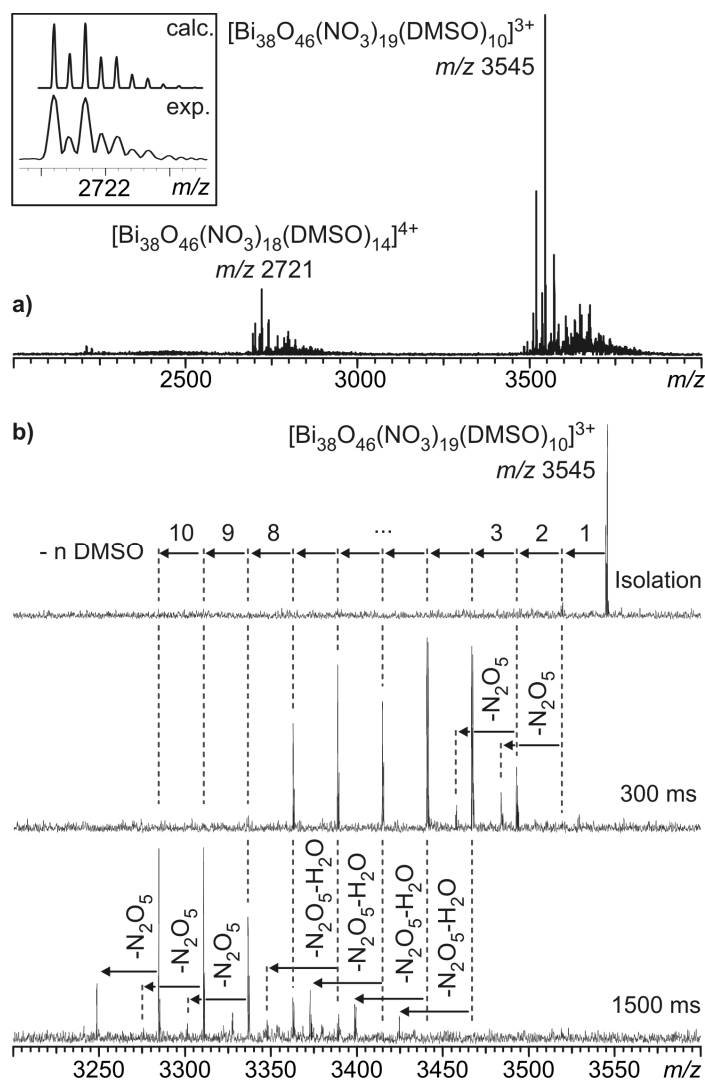 calc.
exp.
2722 m/z
[Bi₃₈O₄₆(NO₃)₁₉(DMSO)₁₀]³⁺
m/z 3545
[Bi₃₈O₄₆(NO₃)₁₈(DMSO)₁₄]⁴⁺
m/z 2721
a)
2500 3000 3500 m/z
b)
[Bi₃₈O₄₆(NO₃)₁₉(DMSO)₁₀]³⁺
m/z 3545
- n DMSO 10 9 8 ... 3 2 1
Isolation
-N₂O₅ -N₂O₅
300 ms
-N₂O₅ -N₂O₅ -N₂O₅ -N₂O₅-H₂O -N₂O₅-H₂O -N₂O₅-H₂O -N₂O₅-H₂O
1500 ms
3250 3300 3350 3400 3450 3500 3550 m/z